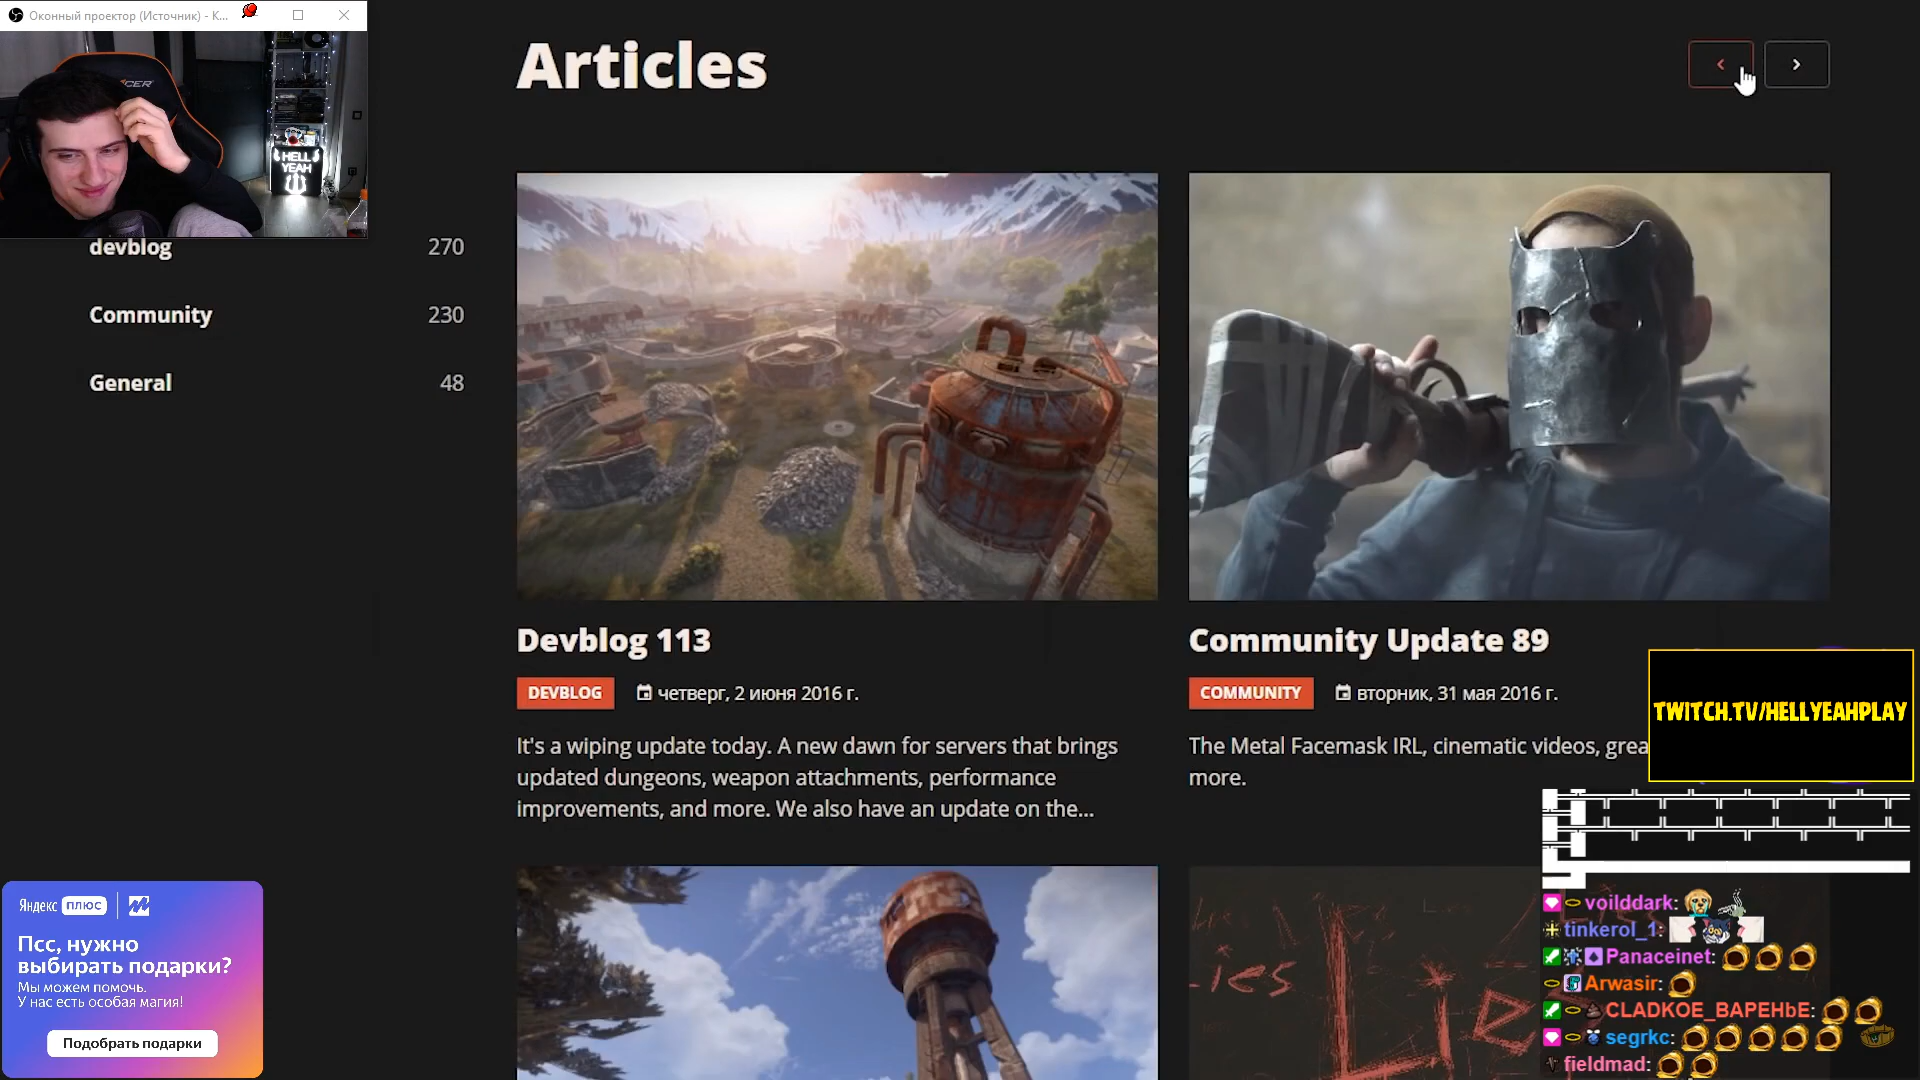 Оконный проектор (Источник) - К...
HELL
YEAH
Articles
devblog 270
Community 230
General 48
Devblog 113
DEVBLOG четверг, 2 июня 2016 г.
It's a wiping update today. A new dawn for servers that brings
updated dungeons, weapon attachments, performance
improvements, and more. We also have an update on the...
Community Update 89
COMMUNITY вторник, 31 мая 2016 г.
The Metal Facemask IRL, cinematic videos, grea
more.
TWITCH.TV/HELLYEAHPLAY
Яндекс плюс
Псс, нужно
выбирать подарки?
Мы можем помочь.
У нас есть особая магия!
Подобрать подарки
voilddark:
tinkerol_1:
Panaceinet:
Arwasir:
CLADKOE_BAPEHbE:
segrkc:
fieldmad: